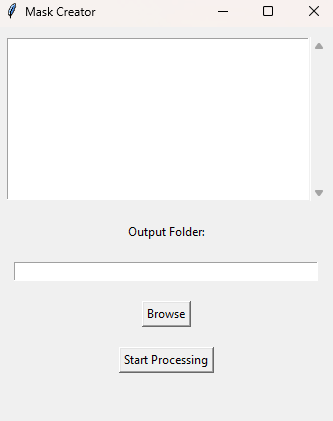 Mask Creator
Output Folder:
Browse
Start Processing